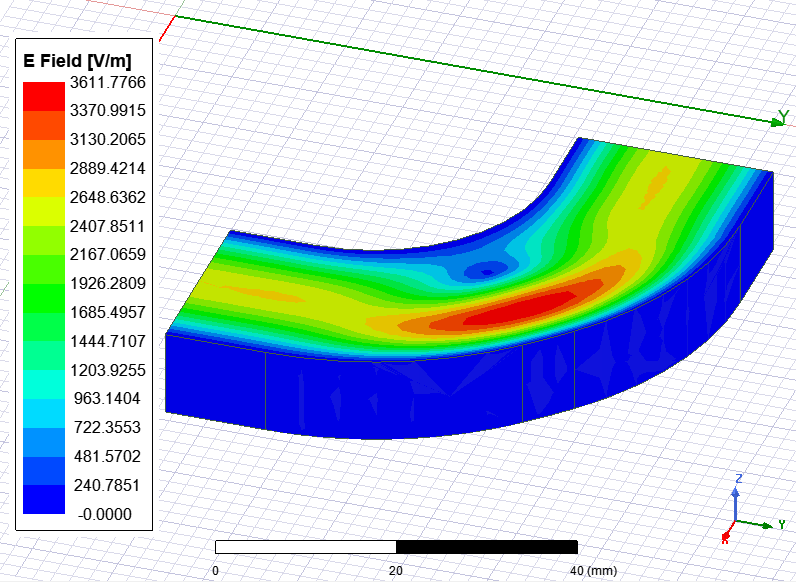 E Field [V/m]
3611.7766
3370.9915
3130.2065
2889.4214
2648.6362
2407.8511
2167.0659
1926.2809
1685.4957
1444.7107
1203.9255
963.1404
722.3553
481.5702
240.7851
-0.0000
Y
Z
Y
X
0 20 40 (mm)